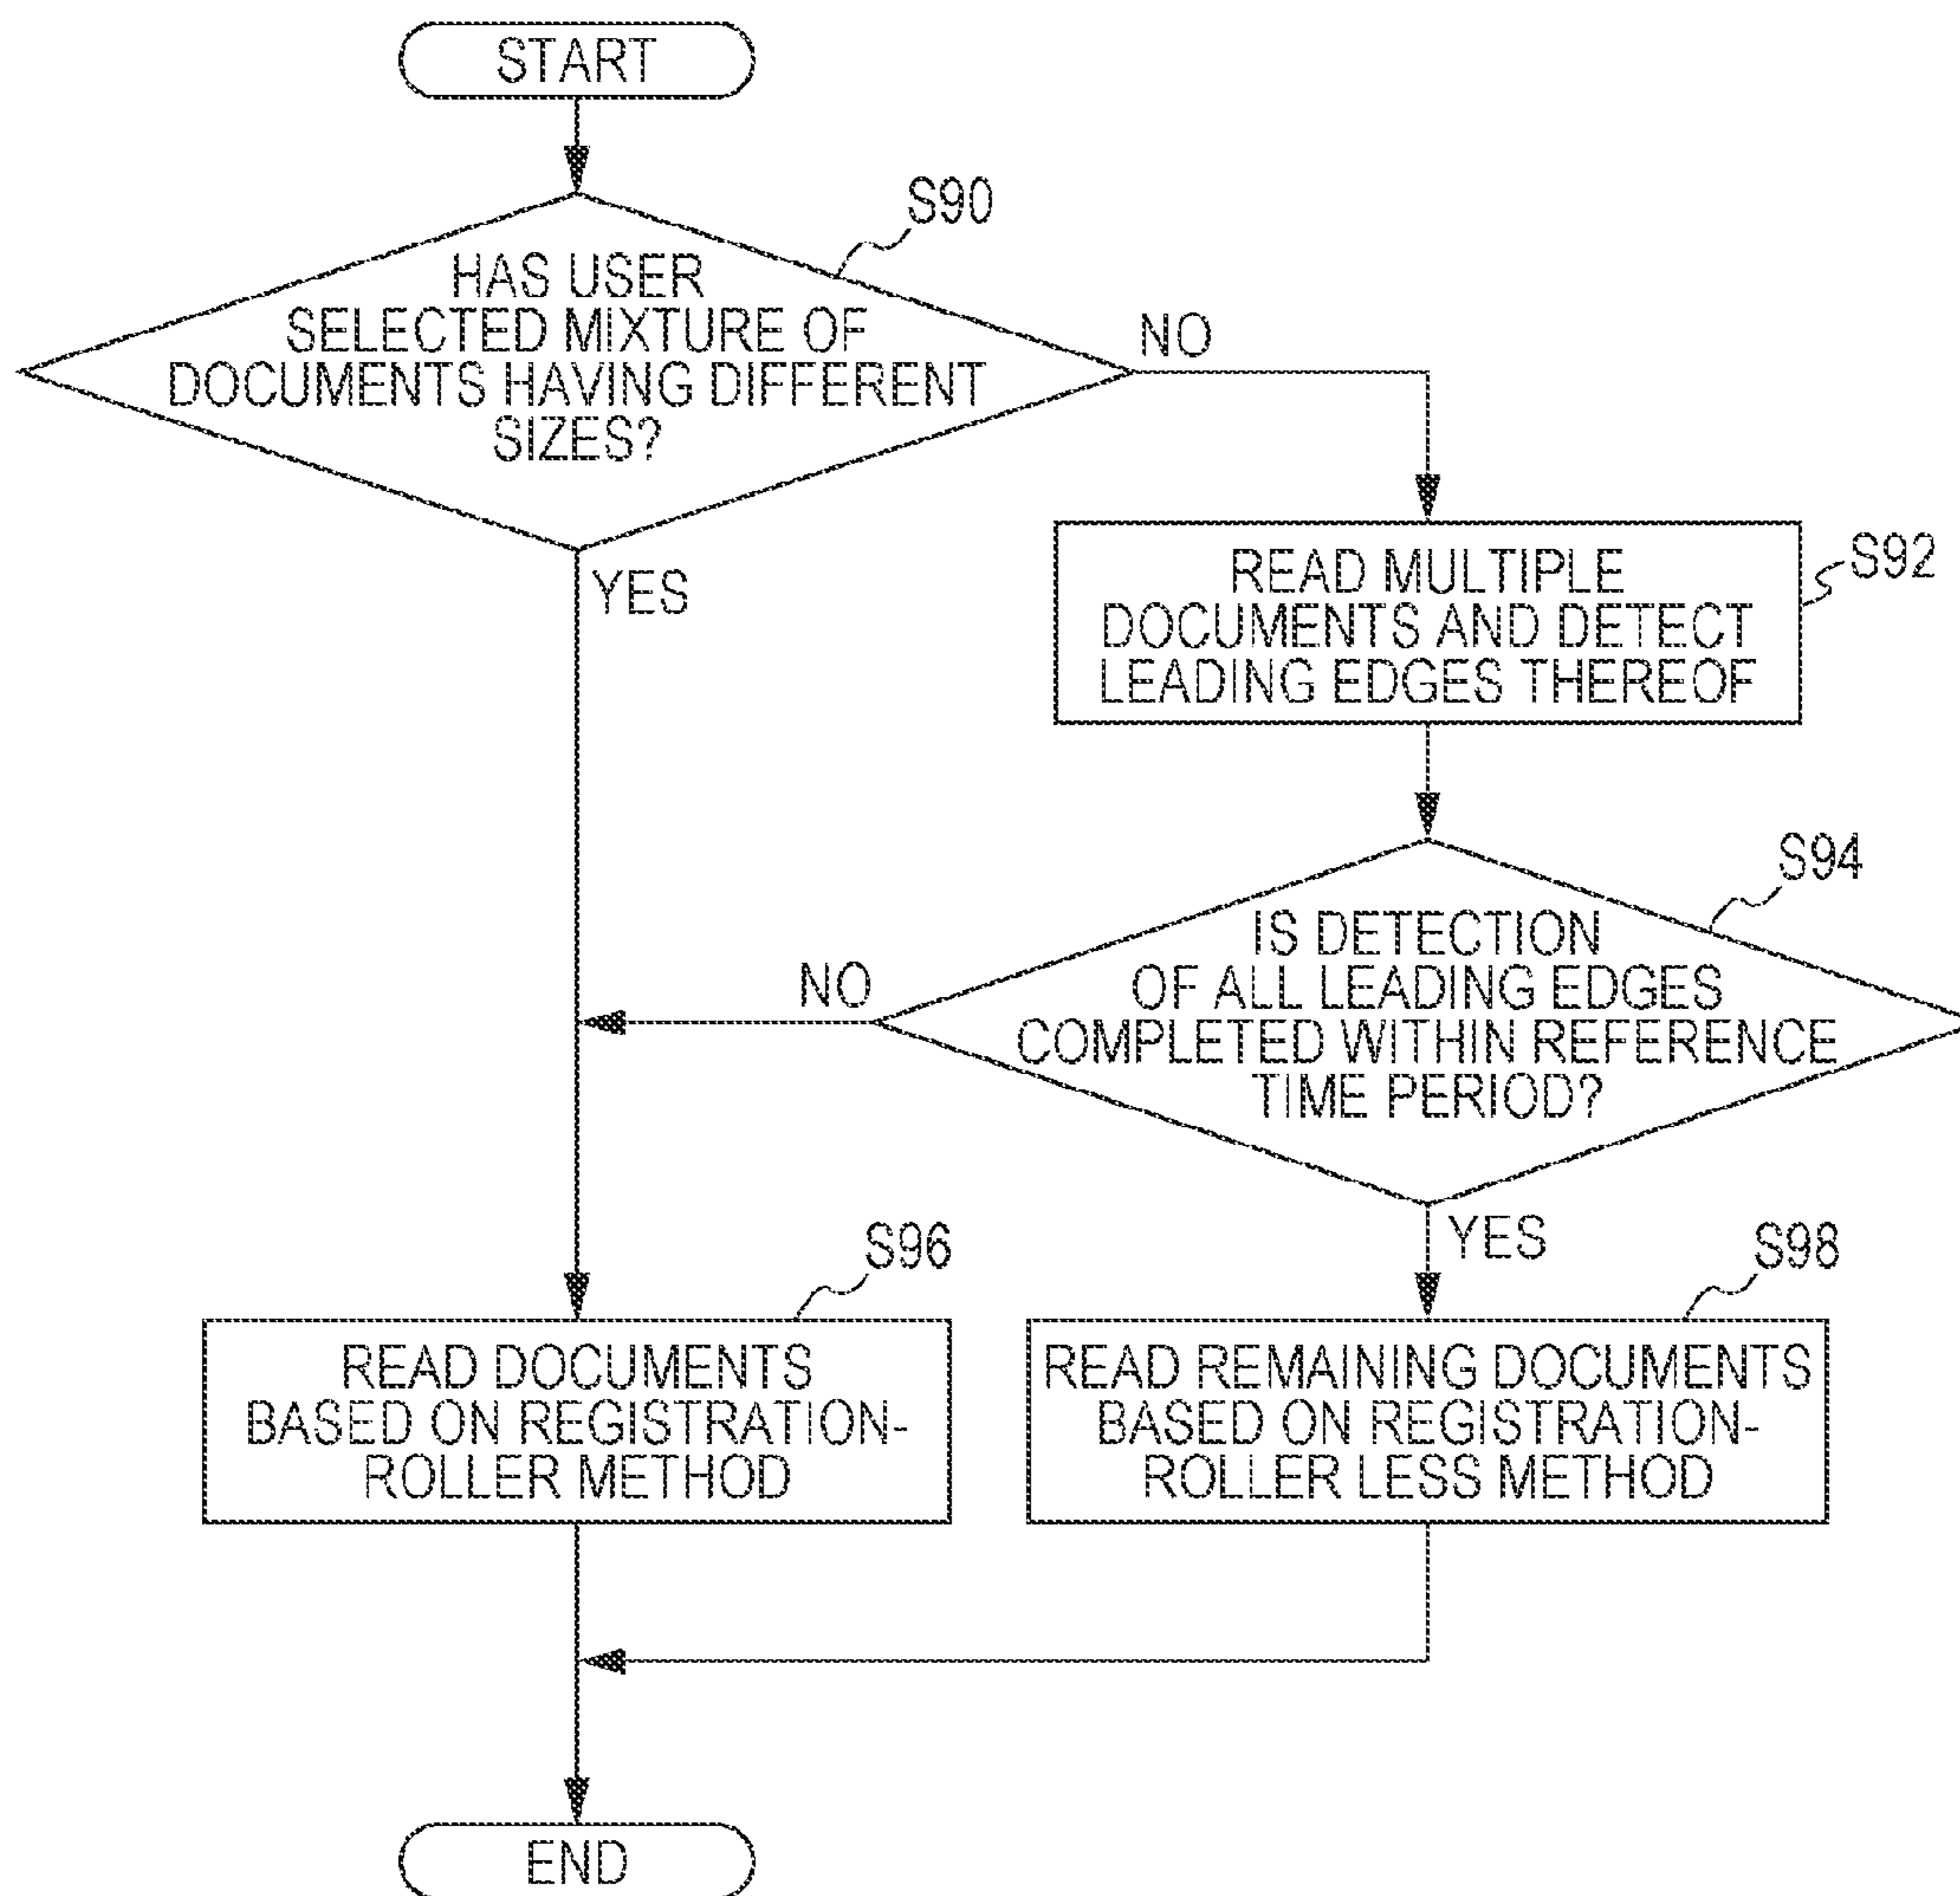 START
S90
HAS USER
SELECTED MIXTURE OF
DOCUMENTS HAVING DIFFERENT
SIZES?
NO
YES
READ MULTIPLE
DOCUMENTS AND DETECT
LEADING EDGES THEREOF
S92
S94
IS DETECTION
OF ALL LEADING EDGES
COMPLETED WITHIN REFERENCE
TIME PERIOD?
NO
YES
S96
READ DOCUMENTS
BASED ON REGISTRATION-
ROLLER METHOD
S98
READ REMAINING DOCUMENTS
BASED ON REGISTRATION-
ROLLER LESS METHOD
END